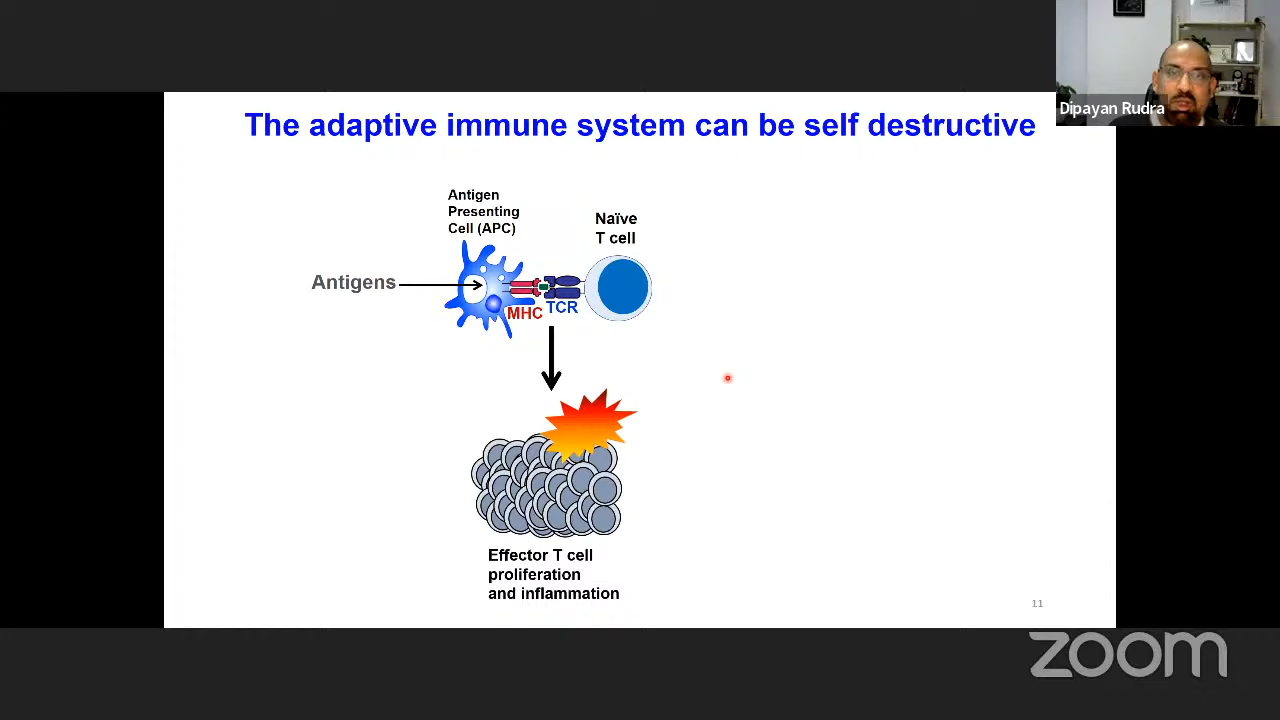 Dipayan Rudra
The adaptive immune system can be self destructive
Antigen
Presenting
Cell (APC)
Naïve
T cell
Antigens
MHC
TCR
Effector T cell
proliferation
and inflammation
11
zoom